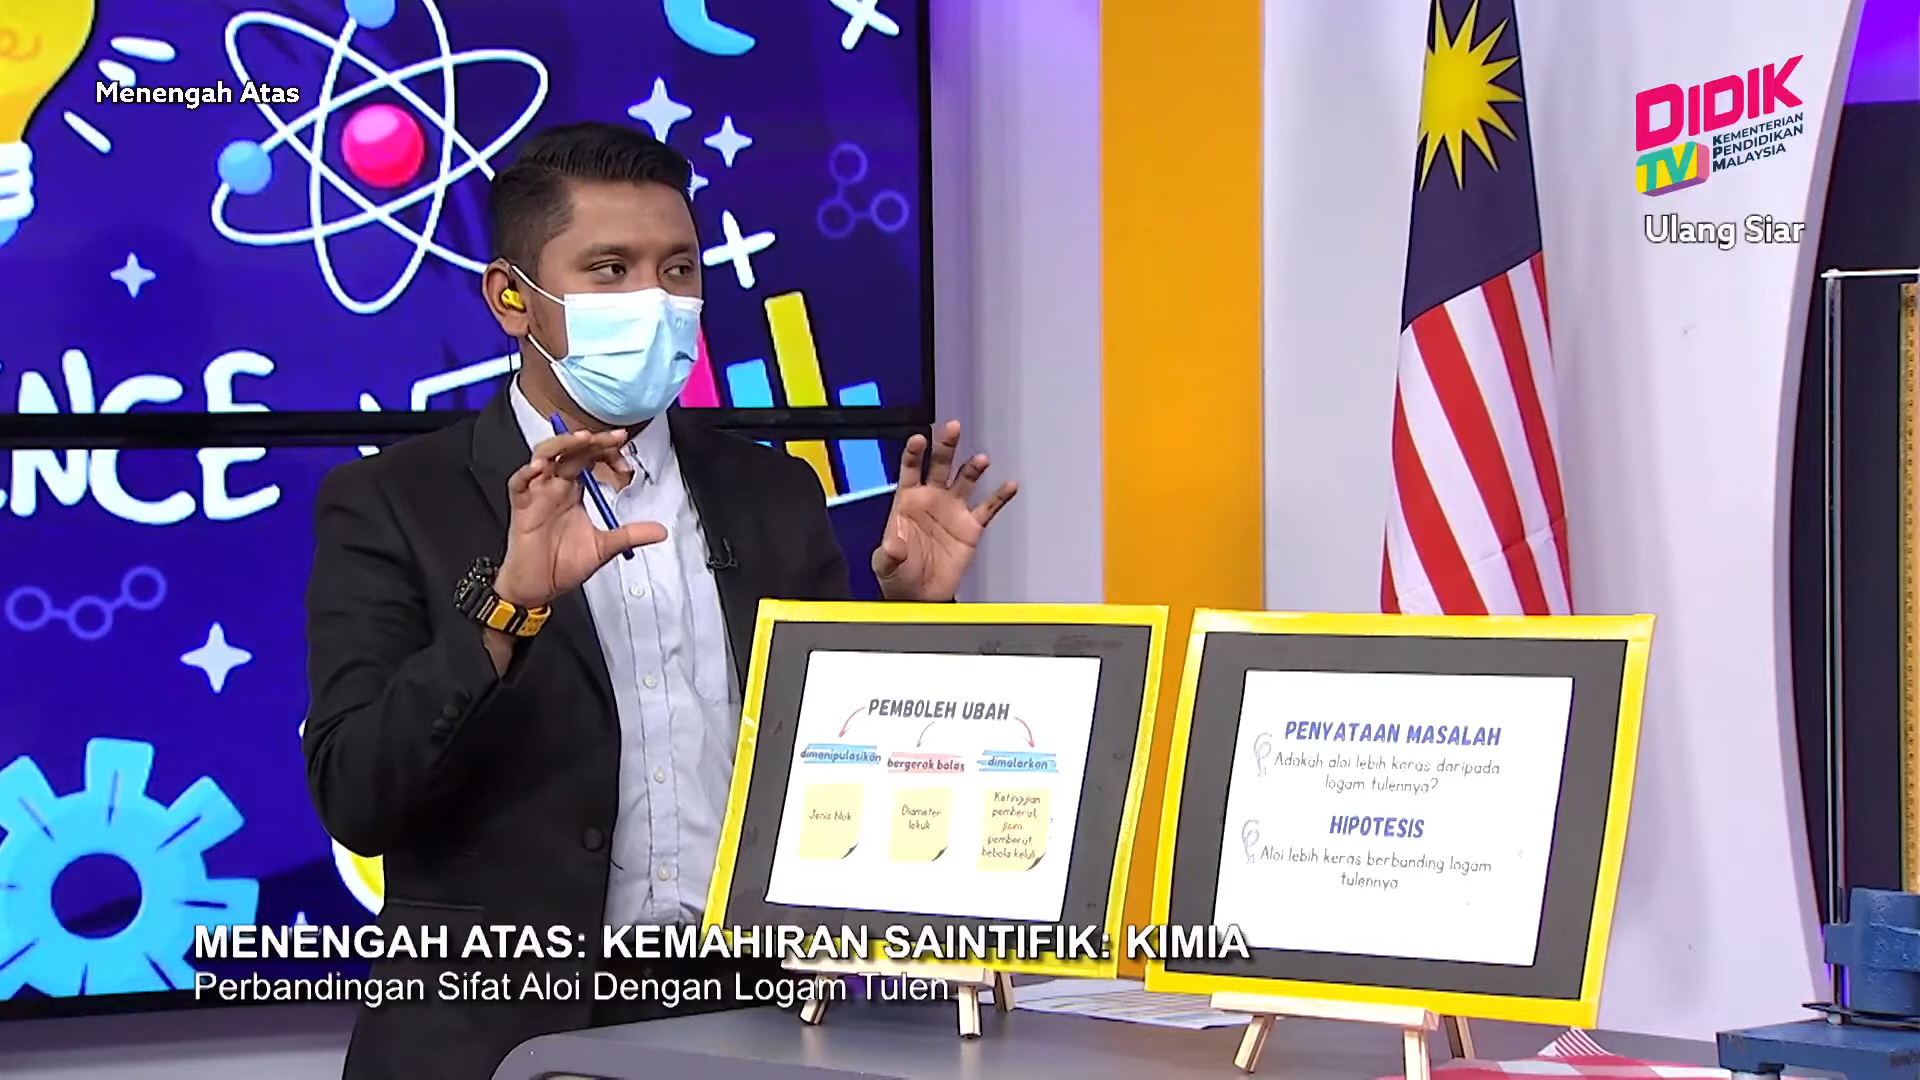 Menengah Atas
DIDIK
TV
KEMENTERIAN
PENDIDIKAN
MALAYSIA
Ulang Siar
NCE
ENCE
PEMBOLEH UBAH
dimanipulasikan
bergerak balas
dimalarkan
Jenis blok
Diameter
lekuk
Ketinggian
pemberat,
jisim
pemberat,
bebola keluli
PENYATAAN MASALAH
Adakah aloi lebih keras daripada
logam tulennya?
HIPOTESIS
Aloi lebih keras berbanding logam
tulennya
MENENGAH ATAS: KEMAHIRAN SAINTIFIK: KIMIA
Perbandingan Sifat Aloi Dengan Logam Tulen